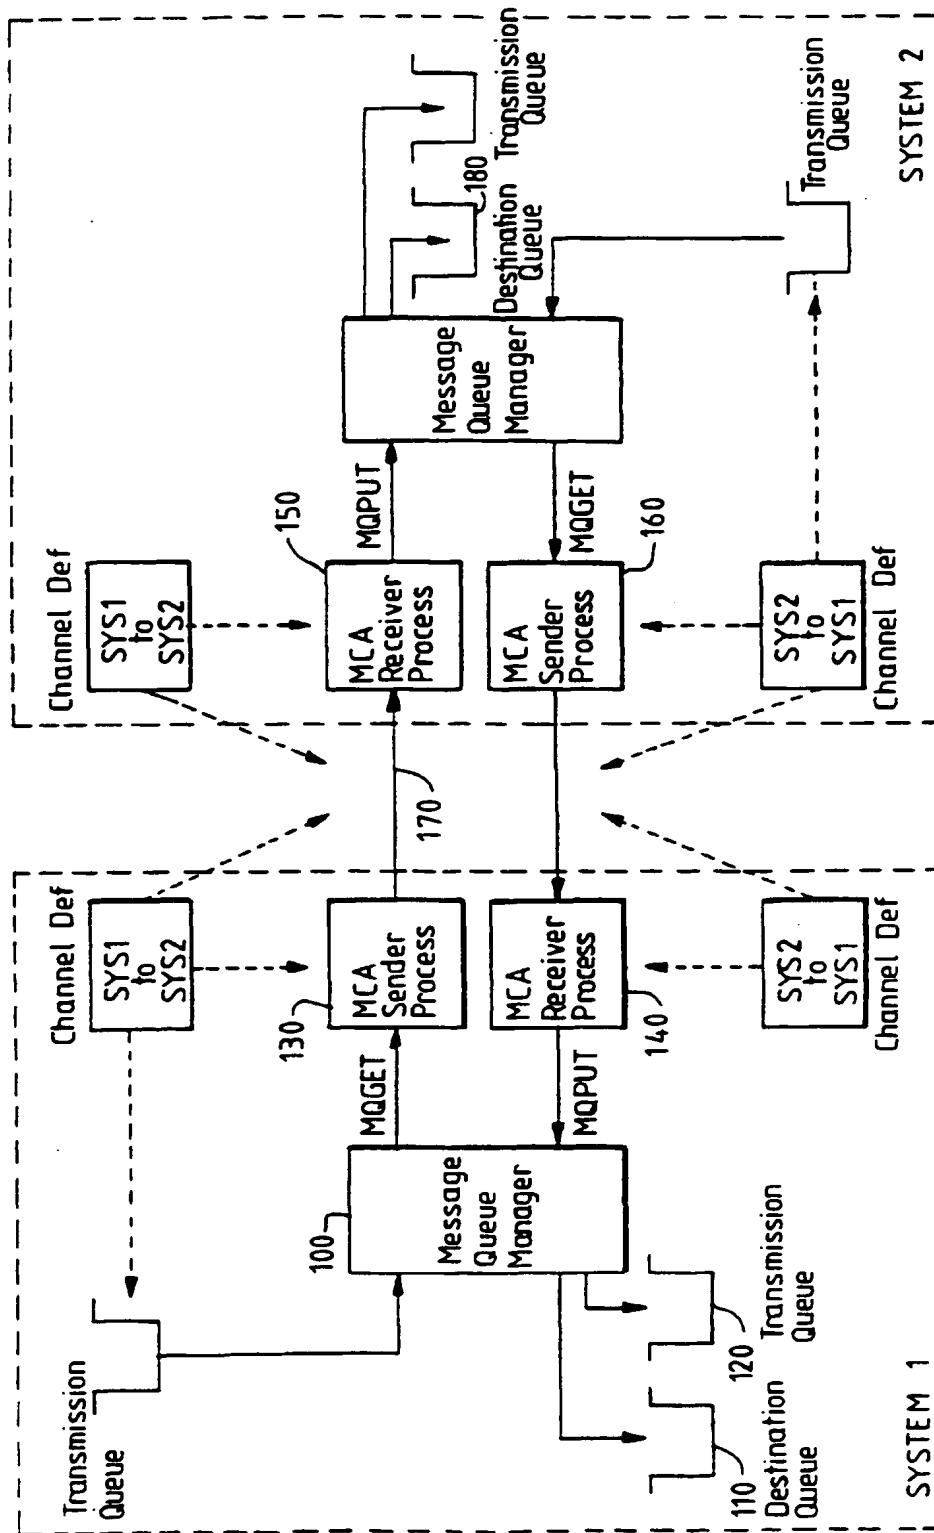 Transmission
Queue
Channel Def
SYS1
to
SYS2
100
Message
Queue
Manager
MQGET
130
MCA
Sender
Process
170
MQPUT
140
MCA
Receiver
Process
SYS2
to
SYS1
Channel Def
110
Destination
Queue
120
Transmission
Queue
SYSTEM 1
Channel Def
SYS1
to
SYS2
150
MCA
Receiver
Process
MQPUT
Message
Queue
Manager
MCA
Sender
Process
160
MQGET
Destination
Queue
180
Transmission
Queue
SYS2
to
SYS1
Channel Def
Transmission
Queue
SYSTEM 2